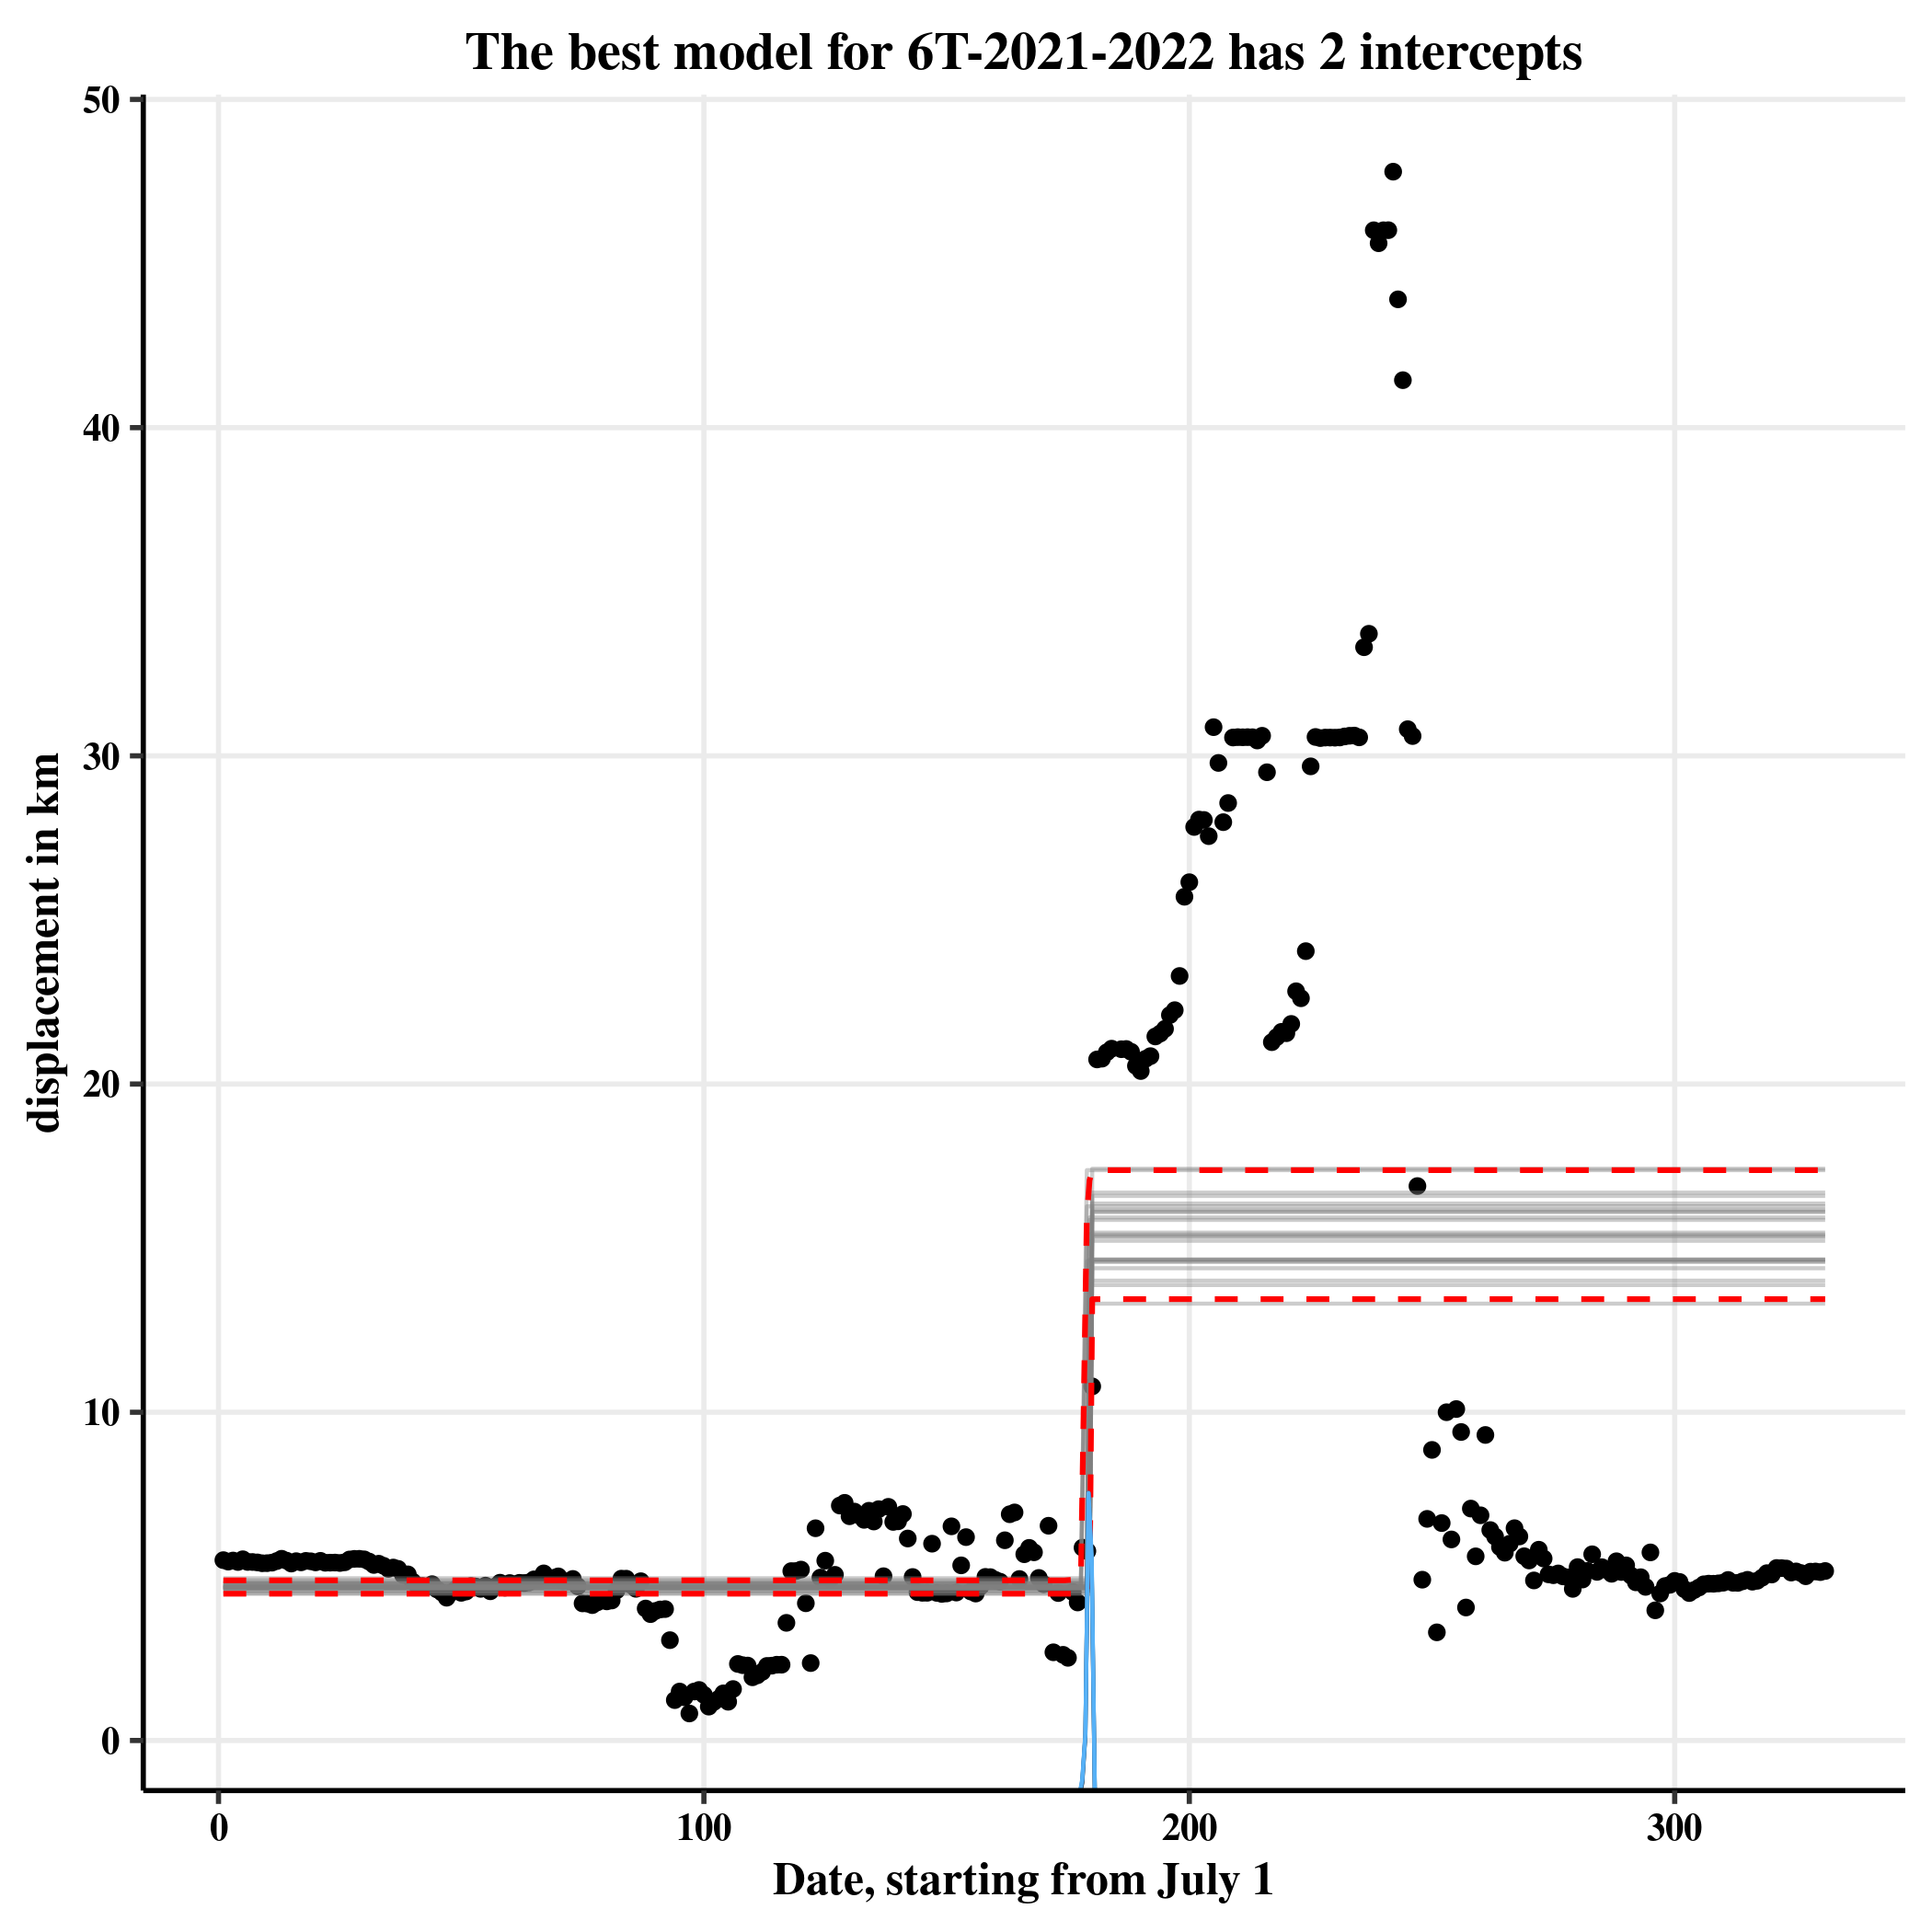 The best model for 6T-2021-2022 has 2 intercepts
50
40
30
20
10
0
displacement in km
0 100 200 300
Date, starting from July 1